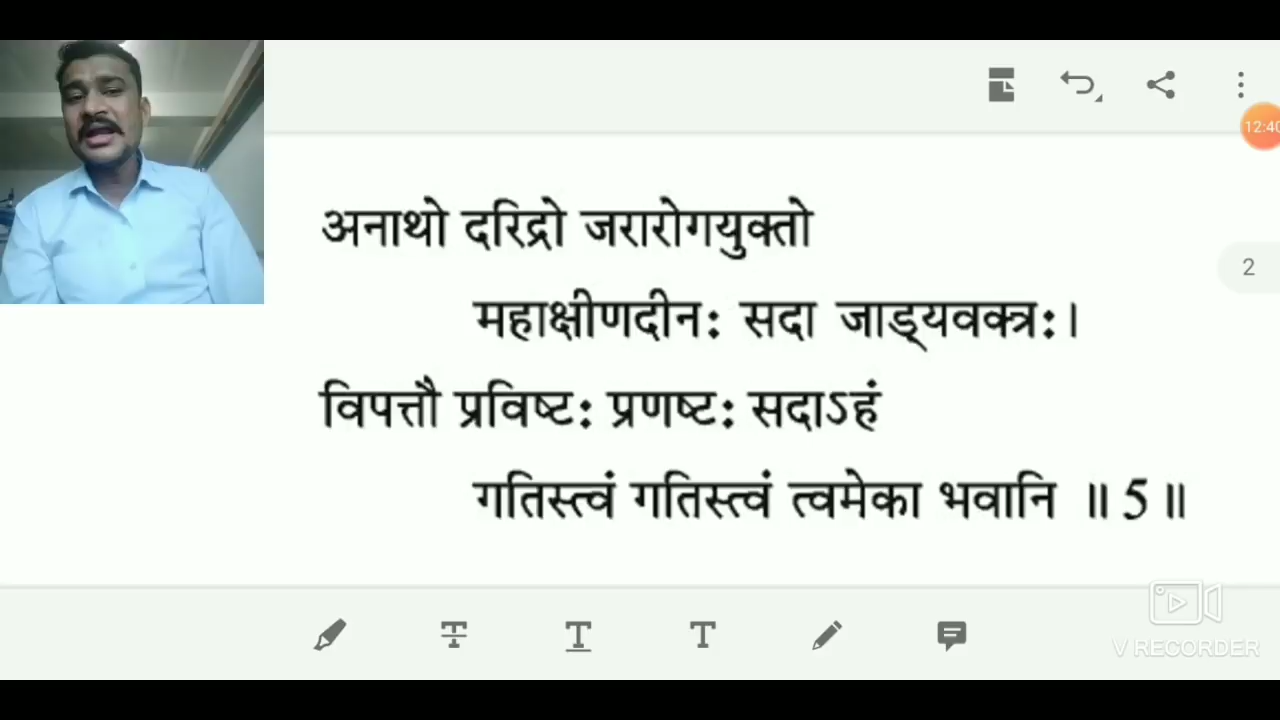 12:40
अनाथो दरिद्रो जरारोगयुक्तो
2
महाक्षीणदीन: सदा जाड्यवक्त्र:।
विपत्तौ प्रविष्ट: प्रणष्ट: सदाऽहं
गतिस्त्वं गतिस्त्वं त्वमेका भवानि ॥ 5 ॥
T T T
V RECORDER